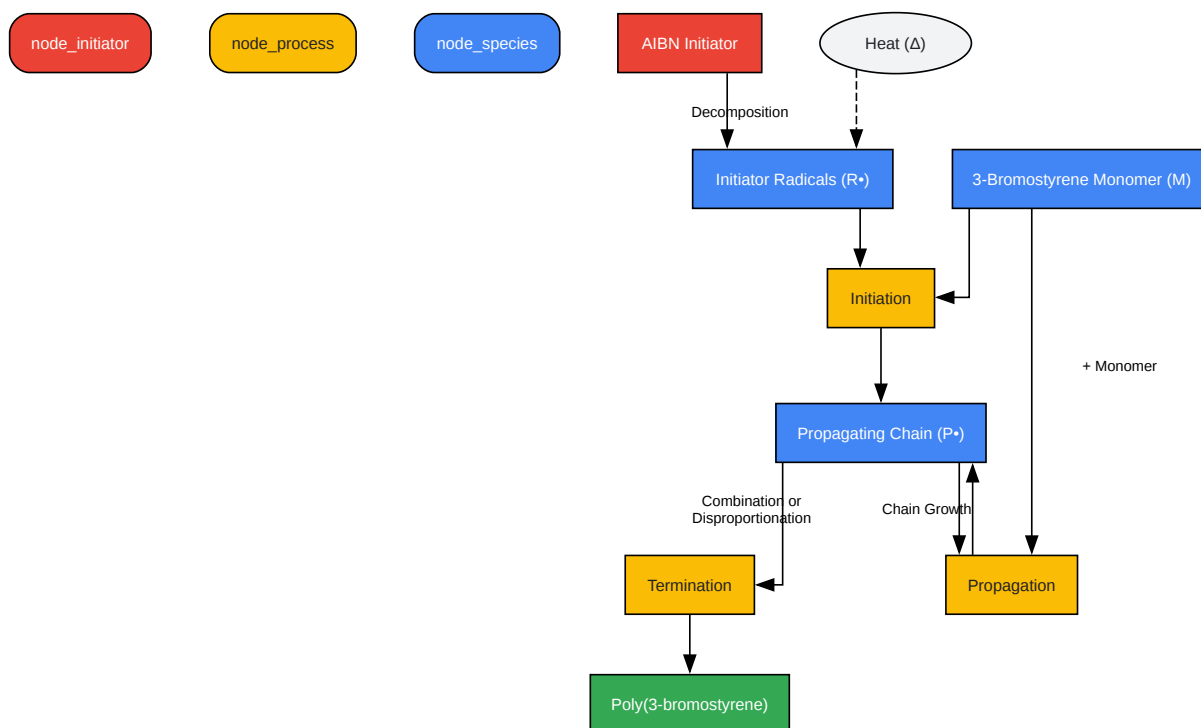 node_initiator
node_process
node_species
AIBN Initiator
Heat (Δ)
Decomposition
Initiator Radicals (R•)
3-Bromostyrene Monomer (M)
Initiation
+ Monomer
Propagating Chain (P•)
Combination or
Disproportionation
Chain Growth
Termination
Propagation
Poly(3-bromostyrene)